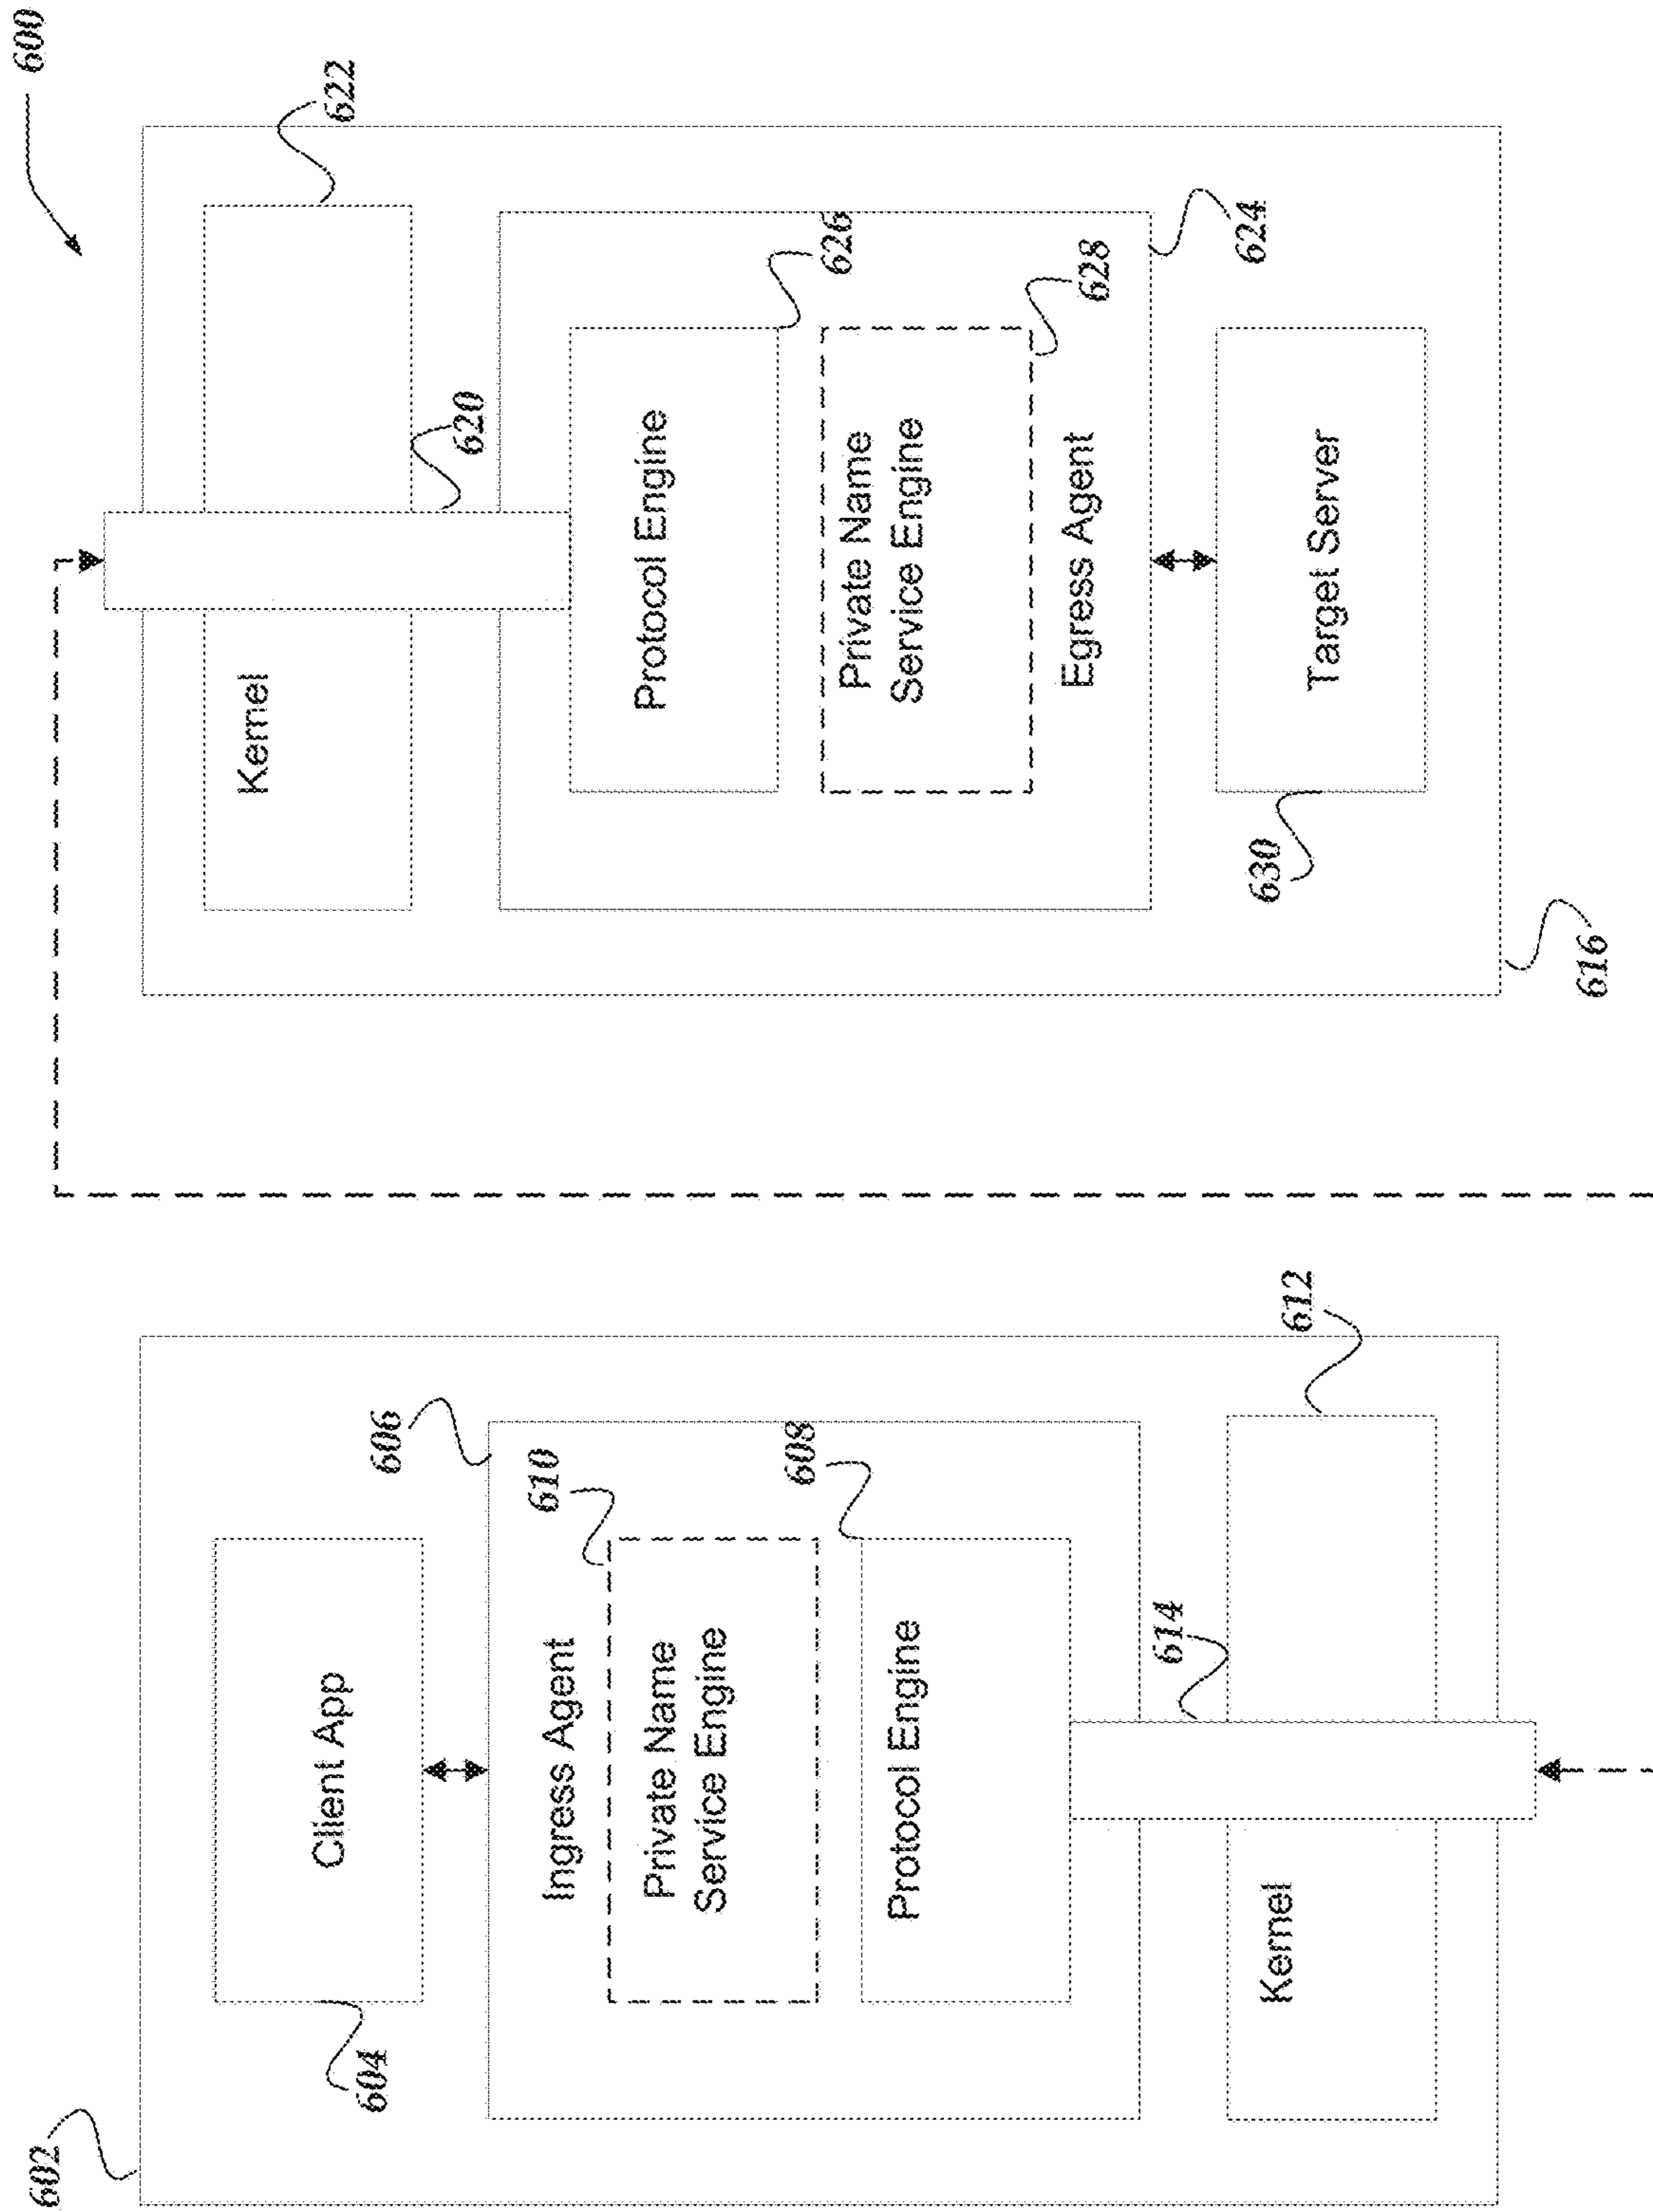 600
602
604
Client App
606
Ingress Agent
610
Private Name
Service Engine
608
Protocol Engine
614
612
Kernel
622
Kernel
620
626
Protocol Engine
628
Private Name
Service Engine
Egress Agent
624
630
Target Server
616